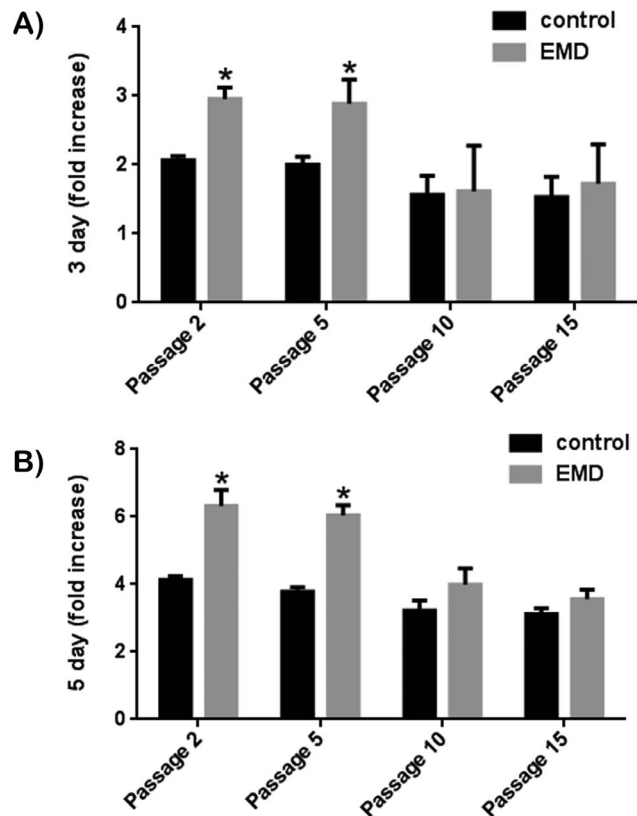 A)
3 day (fold increase)
4
3
2
1
0
control
EMD
*
*
Passage 2
Passage 5
Passage 10
Passage 15
B)
5 day (fold increase)
8
6
4
2
0
control
EMD
*
*
Passage 2
Passage 5
Passage 10
Passage 15